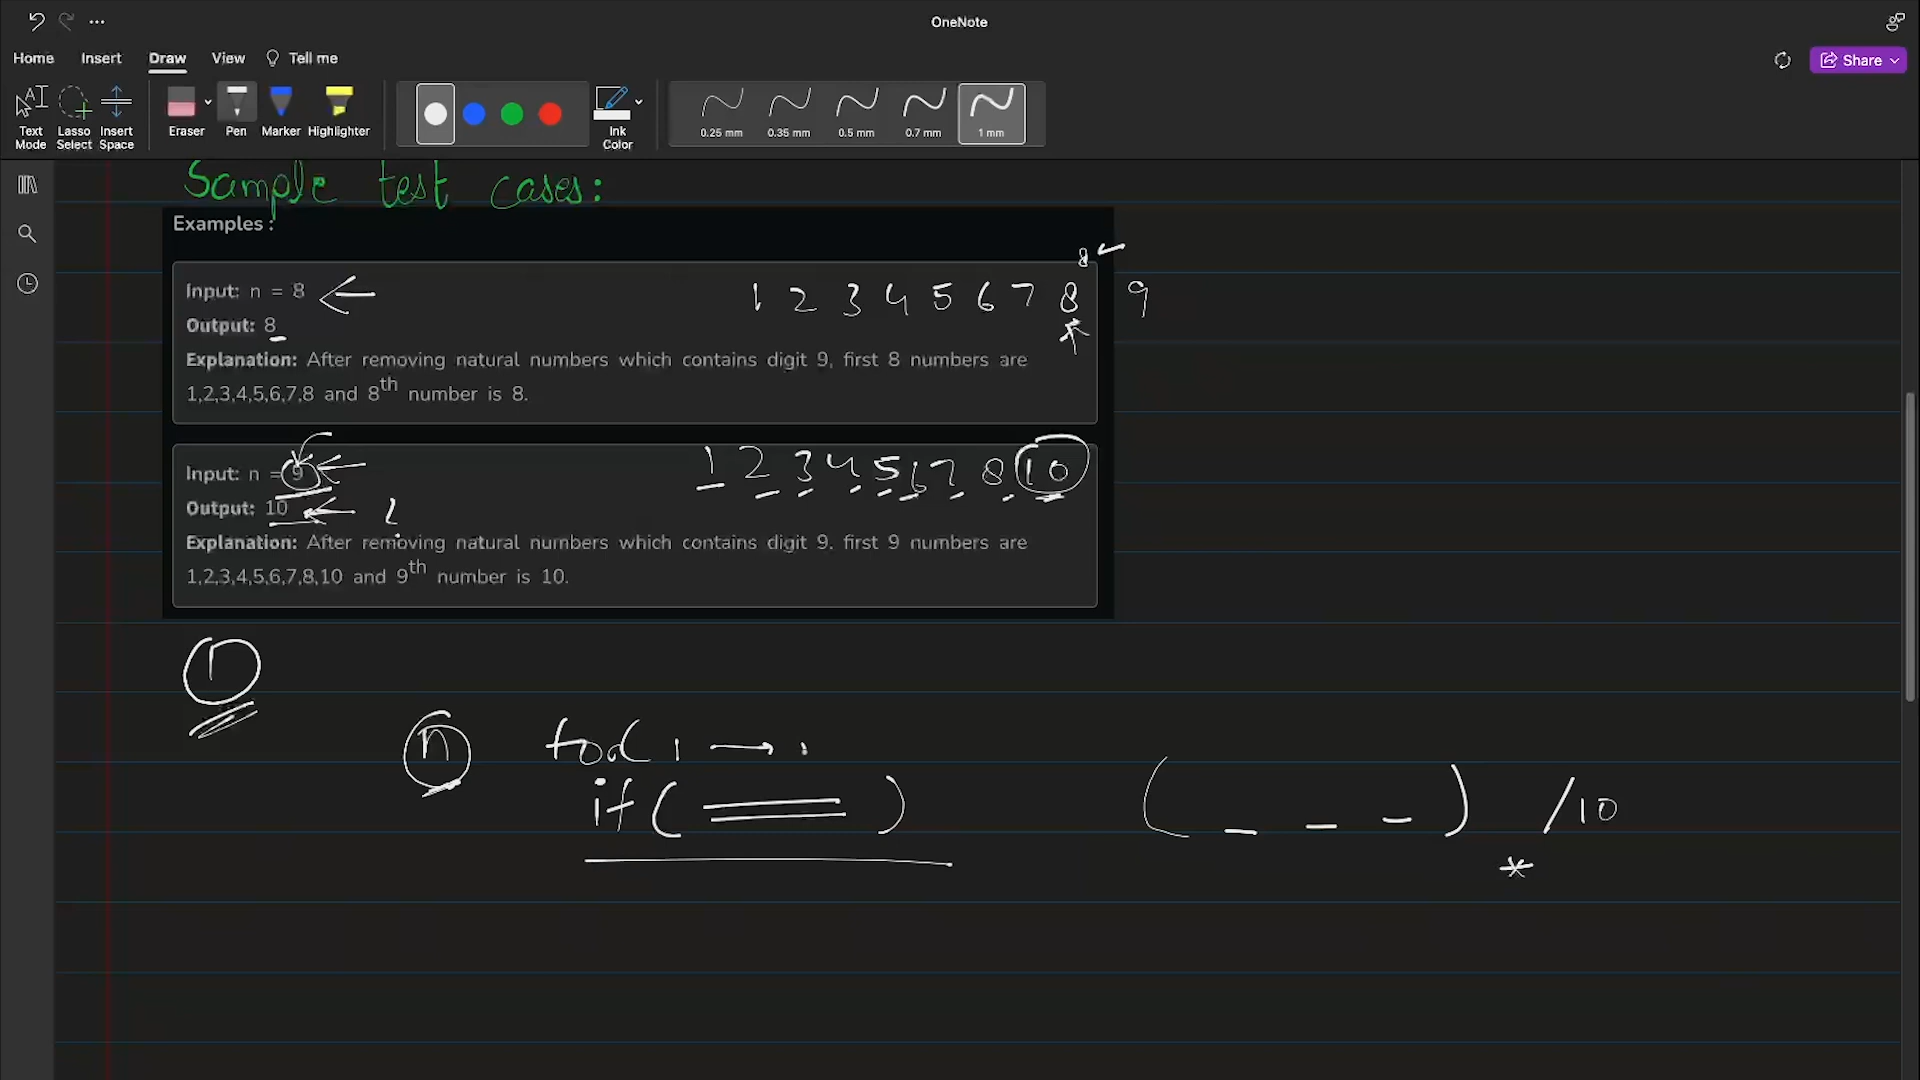 OneNote
Home Insert Draw View Tell me
Share
Text Mode
Lasso Select
Insert Space
Eraser
Pen
Marker
Highlighter
Ink Color
0.25 mm
0.35 mm
0.5 mm
0.7 mm
1 mm
Sample test cases:
Examples :
8
Input: n = 8
1 2 3 4 5 6 7 8 9
Output: 8
Explanation: After removing natural numbers which contains digit 9, first 8 numbers are
1,2,3,4,5,6,7,8 and 8th number is 8.
Input: n = 9
1 2 3 4 5 6 7 8 10
Output: 10
Explanation: After removing natural numbers which contains digit 9. first 9 numbers are
1,2,3,4,5,6,7,8,10 and 9th number is 10.
1
n
1 →
if ( )
( _ _ _ ) /10
*